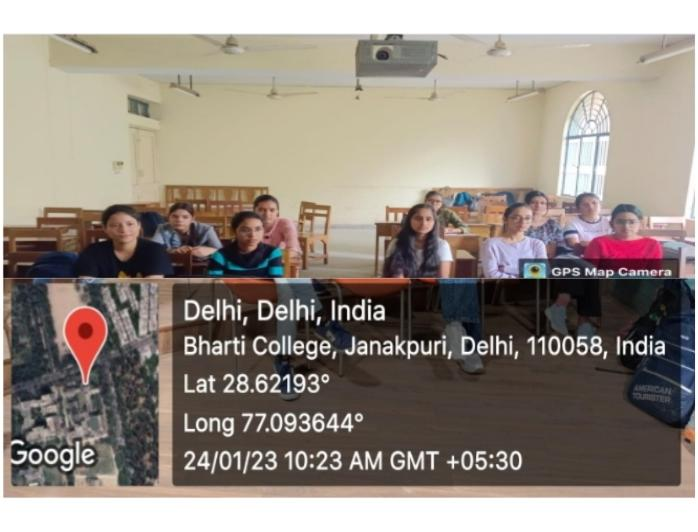 GPS Map Camera
Delhi, Delhi, India
Bharti College, Janakpuri, Delhi, 110058, India
Lat 28.62193°
Long 77.093644°
24/01/23 10:23 AM GMT +05:30
Google
AMERICAN
TOURISTER